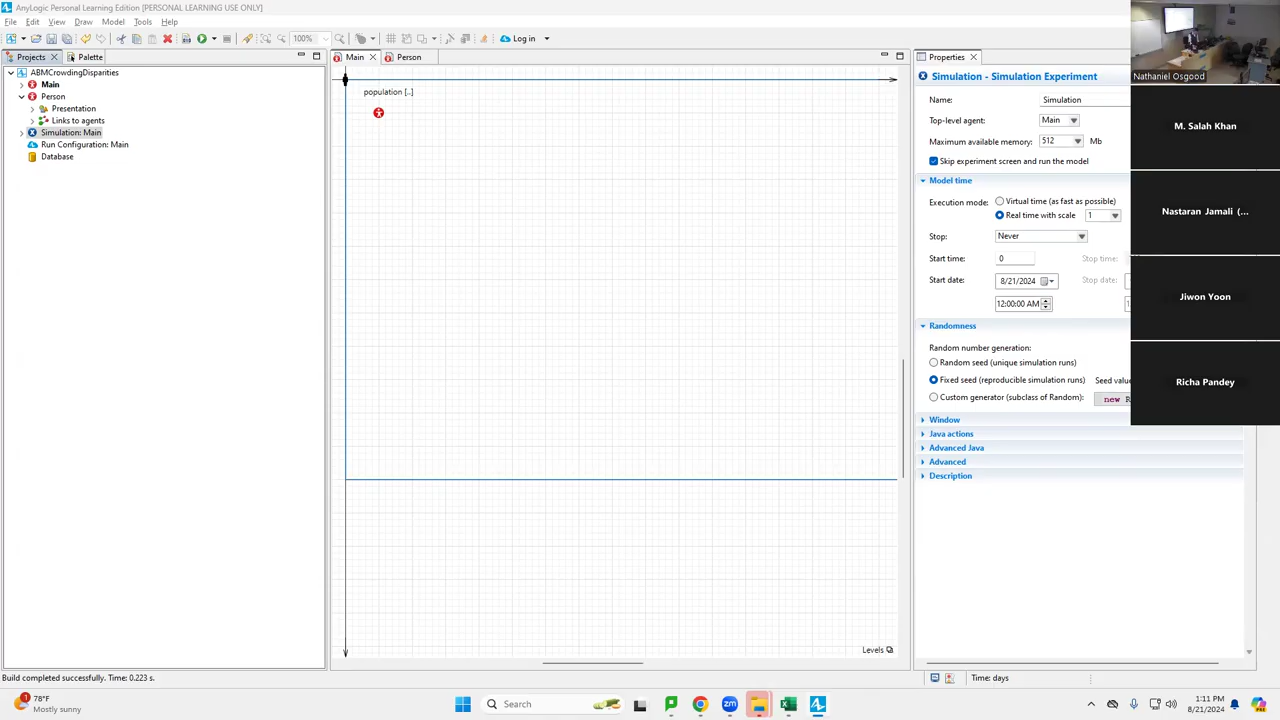 AnyLogic Personal Learning Edition [PERSONAL LEARNING USE ONLY]
File Edit View Draw Model Tools Help
100%
Log in
Projects
Palette
ABMCrowdingDisparities
Main
Person
Presentation
Links to agents
Simulation: Main
Run Configuration: Main
Database
Main
Person
population [..]
Levels
Properties
Simulation - Simulation Experiment
Name: Simulation
Top-level agent: Main
Maximum available memory: 512 Mb
Skip experiment screen and run the model
Model time
Execution mode: Virtual time (as fast as possible)
Real time with scale 1
Stop: Never
Start time: 0 Stop time:
Start date: 8/21/2024 Stop date:
12:00:00 AM
Randomness
Random number generation:
Random seed (unique simulation runs)
Fixed seed (reproducible simulation runs) Seed value
Custom generator (subclass of Random): new R
Window
Java actions
Advanced Java
Advanced
Description
Nathaniel Osgood
M. Salah Khan
Nastaran Jamali (...
Jiwon Yoon
Richa Pandey
Build completed successfully. Time: 0.223 s.
Time: days
1
78°F
Mostly sunny
Search
1:11 PM
8/21/2024